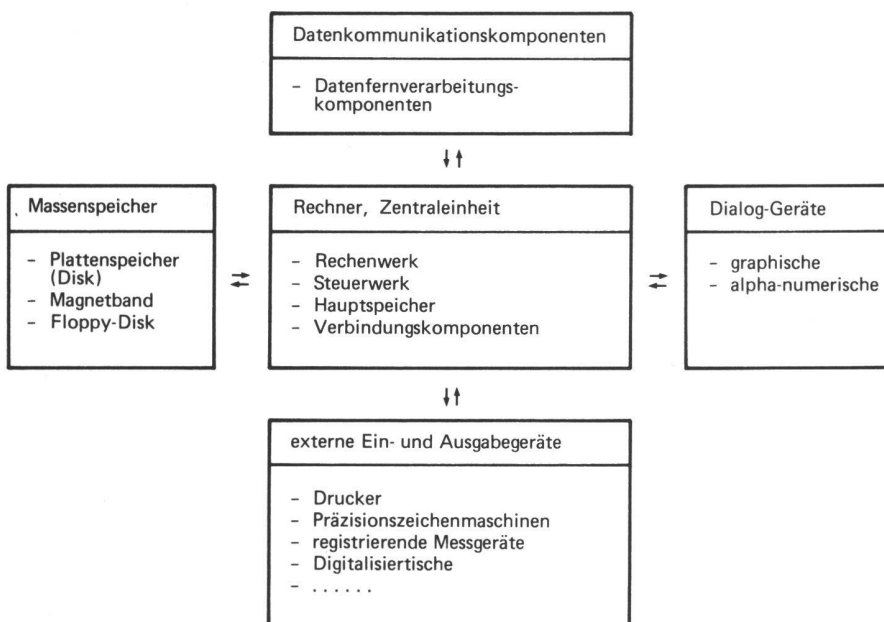 Datenkommunikationskomponenten
– Datenfernverarbeitungs-
komponenten
Massenspeicher
– Plattenspeicher
(Disk)
– Magnetband
– Floppy-Disk
Rechner, Zentraleinheit
– Rechenwerk
– Steuerwerk
– Hauptspeicher
– Verbindungskomponenten
Dialog-Geräte
– graphische
– alpha-numerische
externe Ein- und Ausgabegeräte
– Drucker
– Präzisionszeichenmaschinen
– registrierende Messgeräte
– Digitalisiertische
– . . . . . .